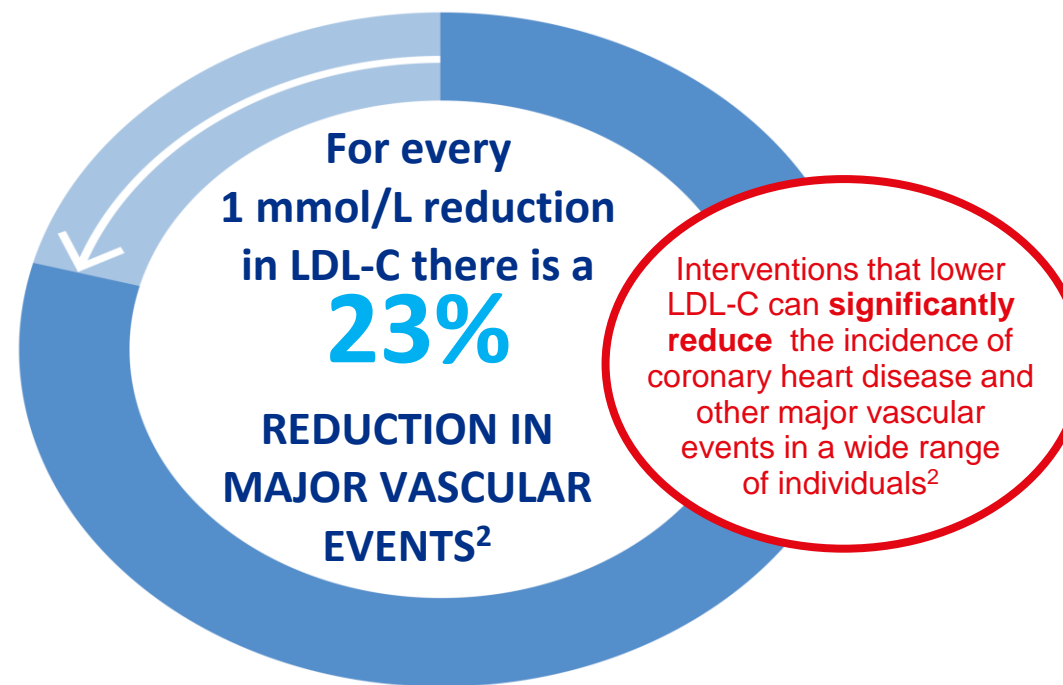 For every
1 mmol/L reduction
in LDL-C there is a
23%
REDUCTION IN
MAJOR VASCULAR
EVENTS²
Interventions that lower
LDL-C can significantly
reduce the incidence of
coronary heart disease and
other major vascular
events in a wide range
of individuals²